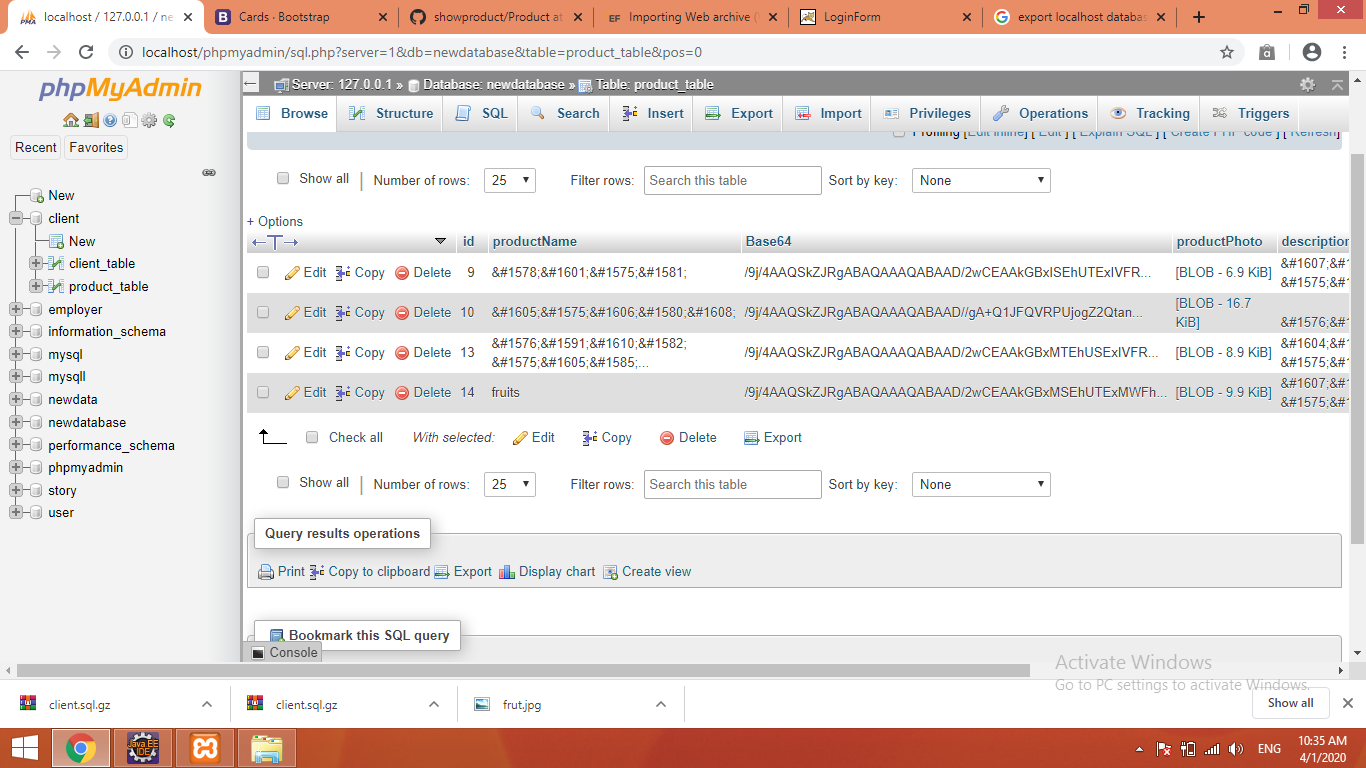 localhost / 127.0.0.1 / ne
Cards · Bootstrap
showproduct/Product at
Importing Web archive (
LoginForm
export localhost databas
localhost/phpmyadmin/sql.php?server=1&db=newdatabase&table=product_table&pos=0
phpMyAdmin
Recent
Favorites
New
client
New
client_table
product_table
employer
information_schema
mysql
mysqll
newdata
newdatabase
performance_schema
phpmyadmin
story
user
Server: 127.0.0.1 » Database: newdatabase » Table: product_table
Browse Structure SQL Search Insert Export Import Privileges Operations Tracking Triggers
Profiling [Edit inline] [ Edit ] [ Explain SQL ] [ Create PHP code ] [ Refresh]
Show all | Number of rows: 25 Filter rows: Search this table Sort by key: None
+ Options
←T→ id productName Base64 productPhoto description
Edit Copy Delete 9 &#1578;&#1601;&#1575;&#1581; /9j/4AAQSkZJRgABAQAAAQABAAD/2wCEAAkGBxISEhUTExIVFR... [BLOB - 6.9 KiB] &#1607;&#1 &#1575;&#1
Edit Copy Delete 10 &#1605;&#1575;&#1606;&#1580;&#1608; /9j/4AAQSkZJRgABAQAAAQABAAD//gA+Q1JFQVRPUjogZ2Qtan... [BLOB - 16.7 KiB] &#1576;&#1
Edit Copy Delete 13 &#1576;&#1591;&#1610;&#1582; &#1575;&#1605;&#1585;... /9j/4AAQSkZJRgABAQAAAQABAAD/2wCEAAkGBxMTEhUSExIVFR... [BLOB - 8.9 KiB] &#1604;&#1 &#1575;&#1
Edit Copy Delete 14 fruits /9j/4AAQSkZJRgABAQAAAQABAAD/2wCEAAkGBxMSEhUTExMWFh... [BLOB - 9.9 KiB] &#1607;&#1 &#1575;&#1
Check all With selected: Edit Copy Delete Export
Show all | Number of rows: 25 Filter rows: Search this table Sort by key: None
Query results operations
Print Copy to clipboard Export Display chart Create view
Bookmark this SQL query
Console
Activate Windows
Go to PC settings to activate Windows.
client.sql.gz
client.sql.gz
frut.jpg
Show all
Java EE
IDE
ENG
10:35 AM
4/1/2020